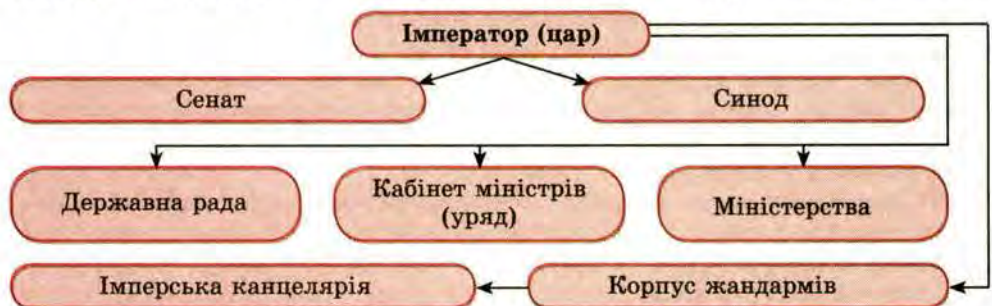 Імператор (цар)
Сенат
Синод
Державна рада
Кабінет міністрів
(уряд)
Міністерства
Імперська канцелярія
Корпус жандармів